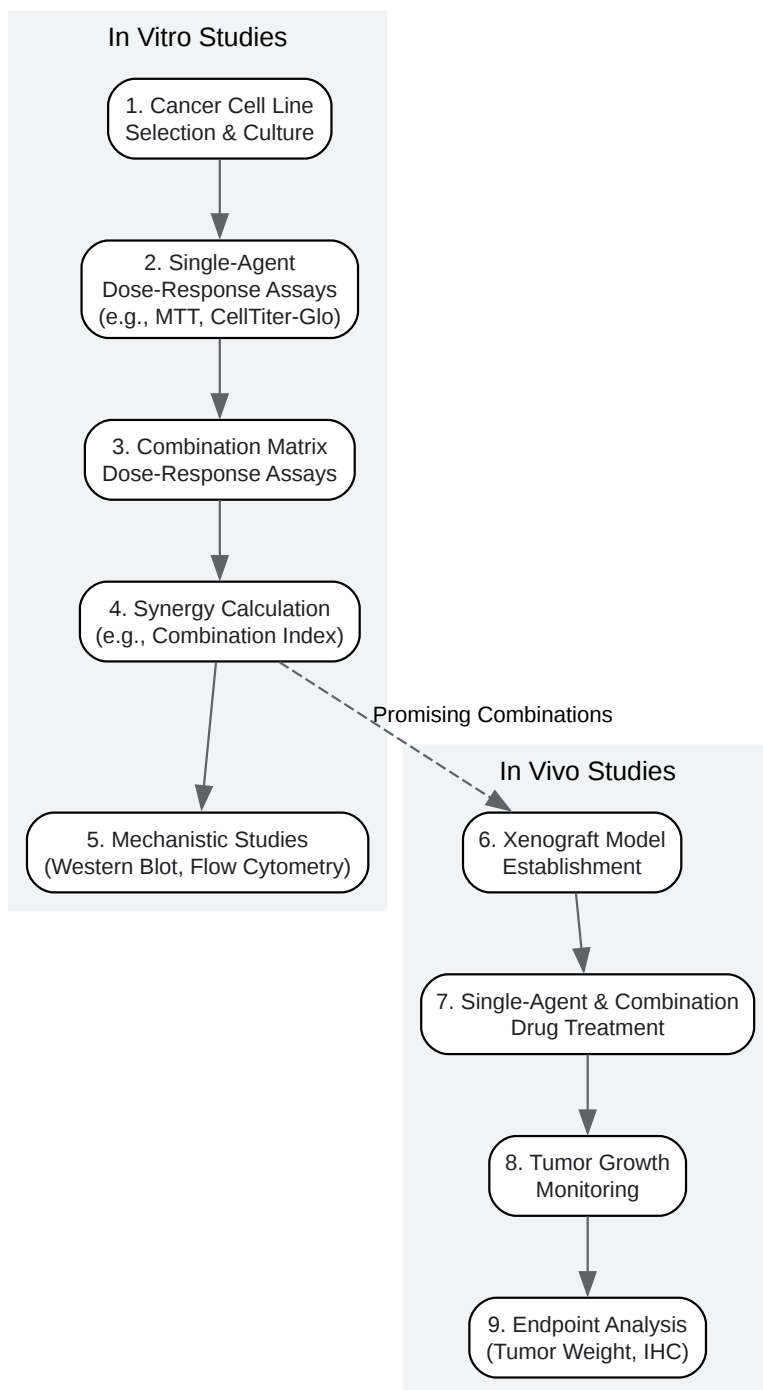 In Vitro Studies
1. Cancer Cell Line
Selection & Culture
2. Single-Agent
Dose-Response Assays
(e.g., MTT, CellTiter-Glo)
3. Combination Matrix
Dose-Response Assays
4. Synergy Calculation
(e.g., Combination Index)
Promising Combinations
5. Mechanistic Studies
(Western Blot, Flow Cytometry)
In Vivo Studies
6. Xenograft Model
Establishment
7. Single-Agent & Combination
Drug Treatment
8. Tumor Growth
Monitoring
9. Endpoint Analysis
(Tumor Weight, IHC)